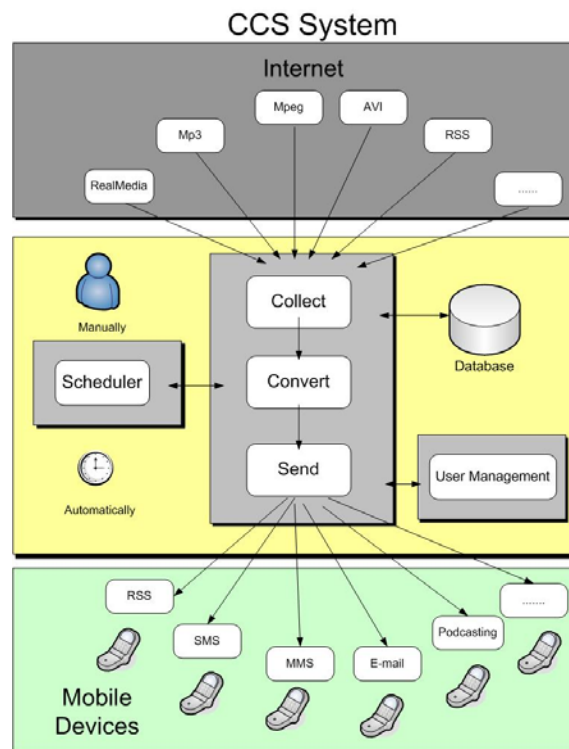 CCS System
Internet
Mpeg
AVI
Mp3
RSS
RealMedia
......
Manually
Collect
Database
Scheduler
Convert
Automatically
Send
User Management
RSS
SMS
MMS
E-mail
Podcasting
.......
Mobile
Devices